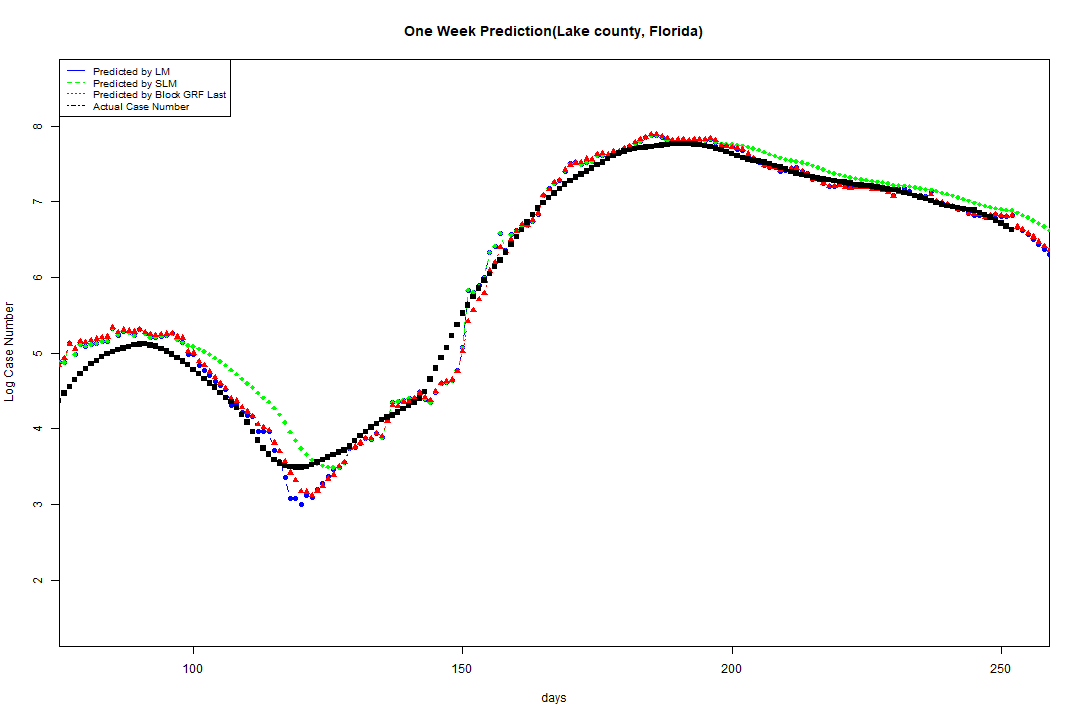 One Week Prediction(Lake county, Florida)
Predicted by LM
Predicted by SLM
Predicted by Block GRF Last
Actual Case Number
Log Case Number
8
7
6
5
4
3
2
100 150 200 250
days